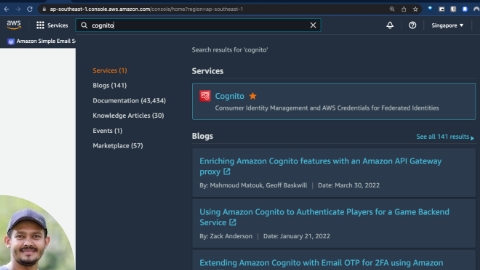 ap-southeast-1.console.aws.amazon.com/console/home?region=ap-southeast-1
aws
Services
cognito
Singapore
Amazon Simple Email S
Search results for 'cognito'
Services (1)
Blogs (141)
Documentation (43,434)
Knowledge Articles (30)
Events (1)
Marketplace (57)
Services
Cognito
Consumer Identity Management and AWS Credentials for Federated Identities
Blogs
See all 141 results
Enriching Amazon Cognito features with an Amazon API Gateway
proxy
By: Mahmoud Matouk, Geoff Baskwill | Date: March 30, 2022
Using Amazon Cognito to Authenticate Players for a Game Backend
Service
By: Zack Anderson | Date: January 21, 2022
Extending Amazon Cognito with Email OTP for 2FA using Amazon